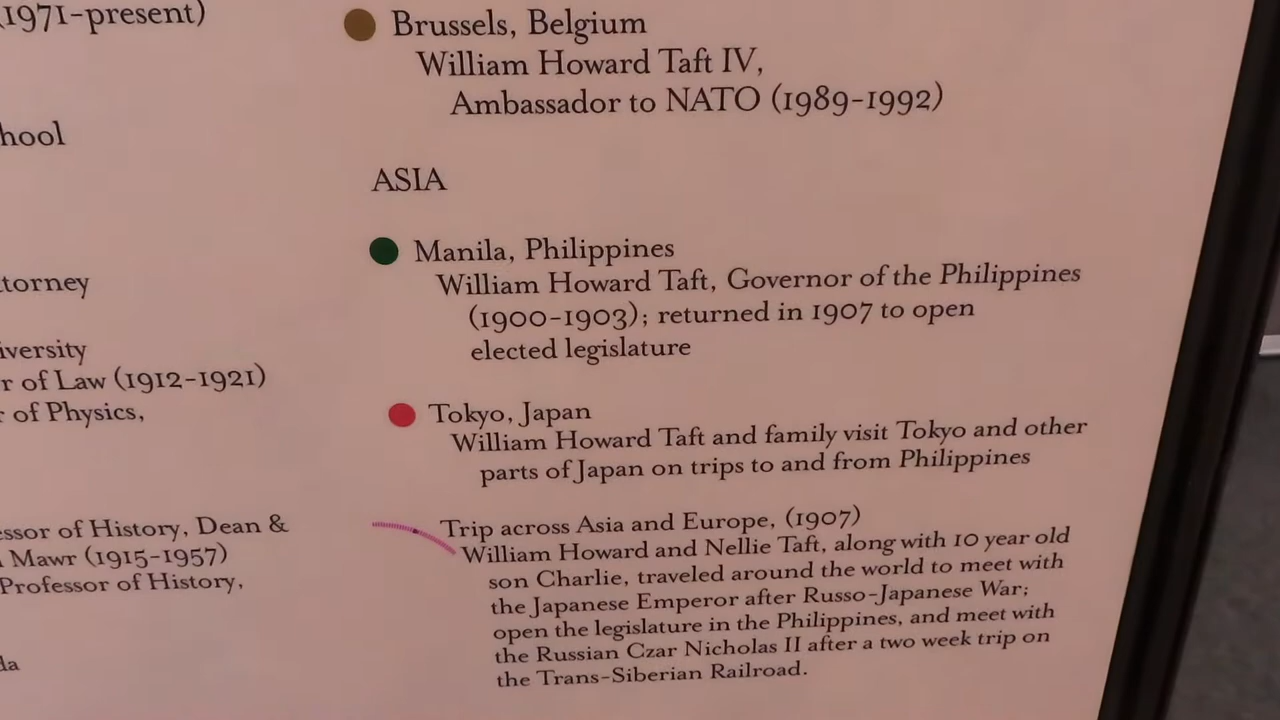 (1971-present)
hool
torney
iversity
r of Law (1912-1921)
r of Physics,
essor of History, Dean &
Mawr (1915-1957)
Professor of History,
da
Brussels, Belgium
William Howard Taft IV,
Ambassador to NATO (1989-1992)
ASIA
Manila, Philippines
William Howard Taft, Governor of the Philippines
(1900-1903); returned in 1907 to open
elected legislature
Tokyo, Japan
William Howard Taft and family visit Tokyo and other
parts of Japan on trips to and from Philippines
Trip across Asia and Europe, (1907)
William Howard and Nellie Taft, along with 10 year old
son Charlie, traveled around the world to meet with
the Japanese Emperor after Russo-Japanese War;
open the legislature in the Philippines, and meet with
the Russian Czar Nicholas II after a two week trip on
the Trans-Siberian Railroad.